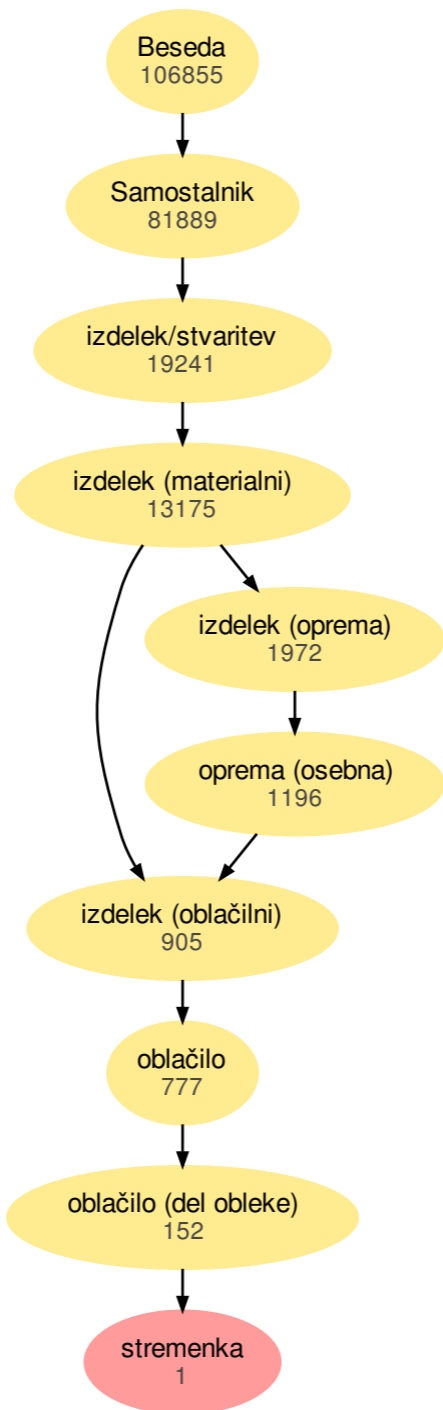 Beseda
106855
Samostalnik
81889
izdelek/stvaritev
19241
izdelek (materialni)
13175
izdelek (oprema)
1972
oprema (osebna)
1196
izdelek (oblačilni)
905
oblačilo
777
oblačilo (del obleke)
152
stremenka
1